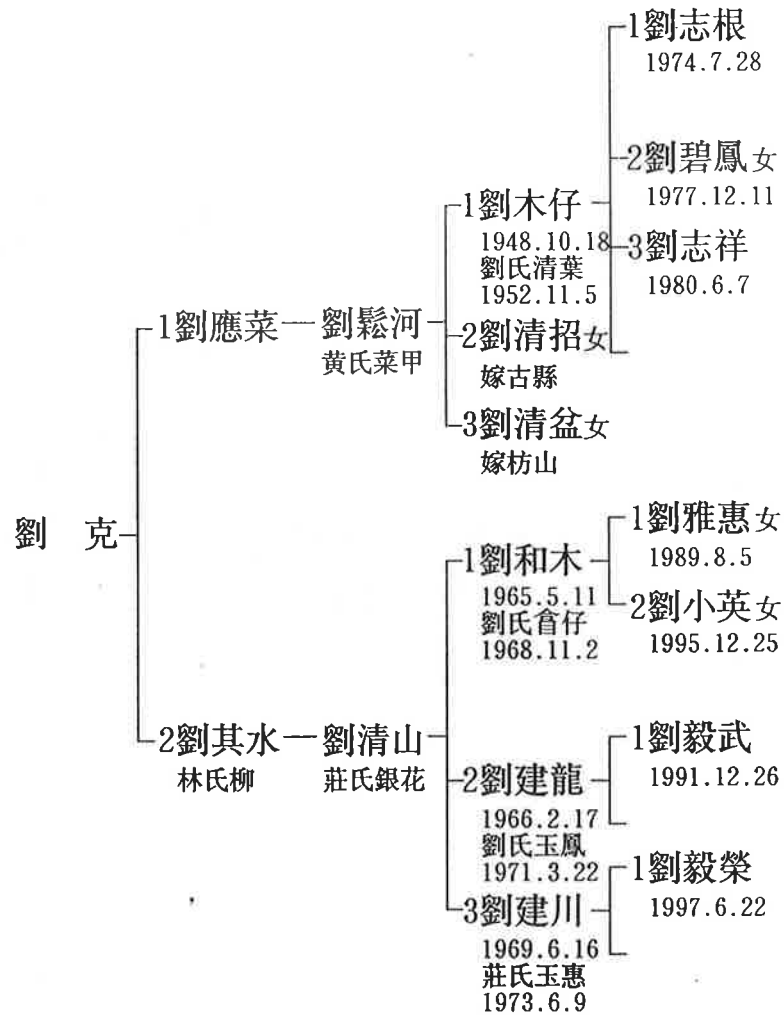 劉　克
1劉應菜
劉鬆河
黄氏菜甲
1劉木仔
1948.10.18
劉氏清葉
1952.11.5
1劉志根
1974.7.28
2劉碧鳳女
1977.12.11
3劉志祥
1980.6.7
2劉清招女
嫁古縣
3劉清盆女
嫁枋山
2劉其水
林氏柳
劉清山
莊氏銀花
1劉和木
1965.5.11
劉氏㑹仔
1968.11.2
1劉雅惠女
1989.8.5
2劉小英女
1995.12.25
2劉建龍
1966.2.17
劉氏玉鳳
1971.3.22
1劉毅武
1991.12.26
3劉建川
1969.6.16
莊氏玉惠
1973.6.9
1劉毅榮
1997.6.22